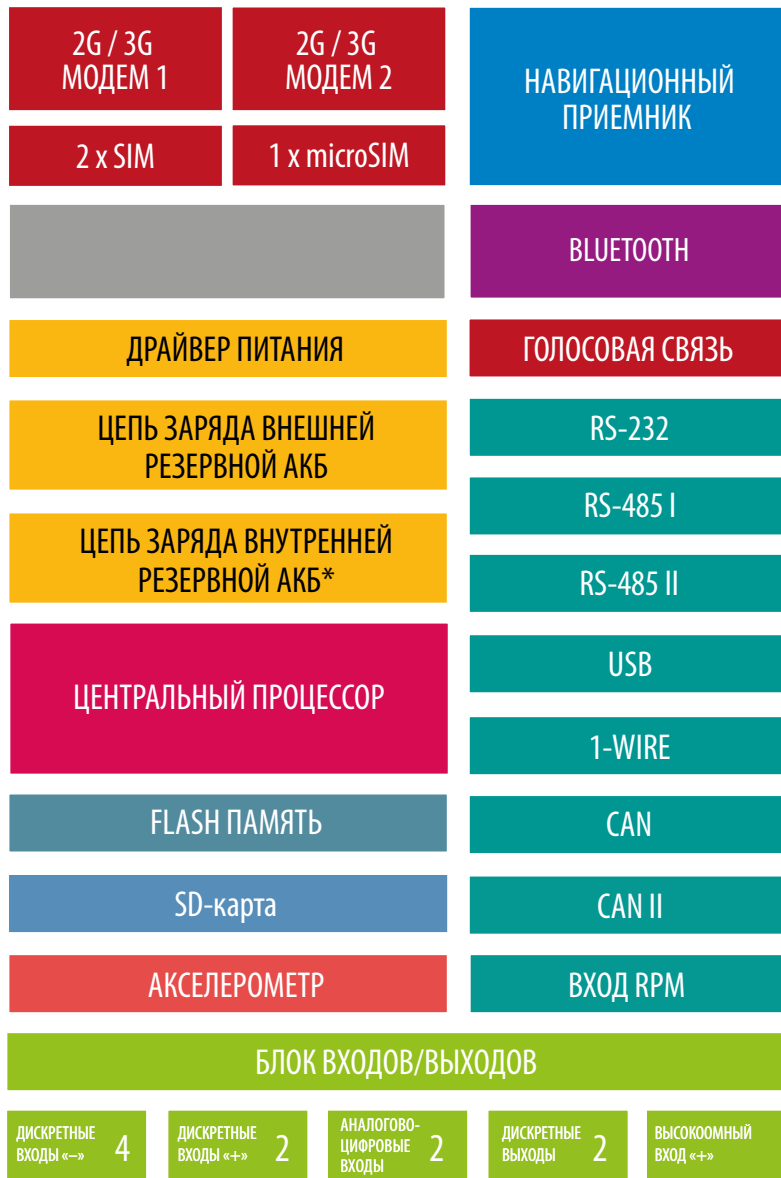 2G / 3G
МОДЕМ 1
2G / 3G
МОДЕМ 2
НАВИГАЦИОННЫЙ
ПРИЕМНИК
2 x SIM
1 x microSIM
BLUETOOTH
ДРАЙВЕР ПИТАНИЯ
ГОЛОСОВАЯ СВЯЗЬ
ЦЕПЬ ЗАРЯДА ВНЕШНЕЙ
РЕЗЕРВНОЙ АКБ
RS-232
RS-485 I
ЦЕПЬ ЗАРЯДА ВНУТРЕННЕЙ
РЕЗЕРВНОЙ АКБ*
RS-485 II
ЦЕНТРАЛЬНЫЙ ПРОЦЕССОР
USB
1-WIRE
FLASH ПАМЯТЬ
CAN
SD-карта
CAN II
АКСЕЛЕРОМЕТР
ВХОД RPM
БЛОК ВХОДОВ/ВЫХОДОВ
ДИСКРЕТНЫЕ
ВХОДЫ «–»
4
ДИСКРЕТНЫЕ
ВХОДЫ «+»
2
АНАЛОГОВО-
ЦИФРОВЫЕ
ВХОДЫ
2
ДИСКРЕТНЫЕ
ВЫХОДЫ
2
ВЫСОКООМНЫЙ
ВХОД «+»